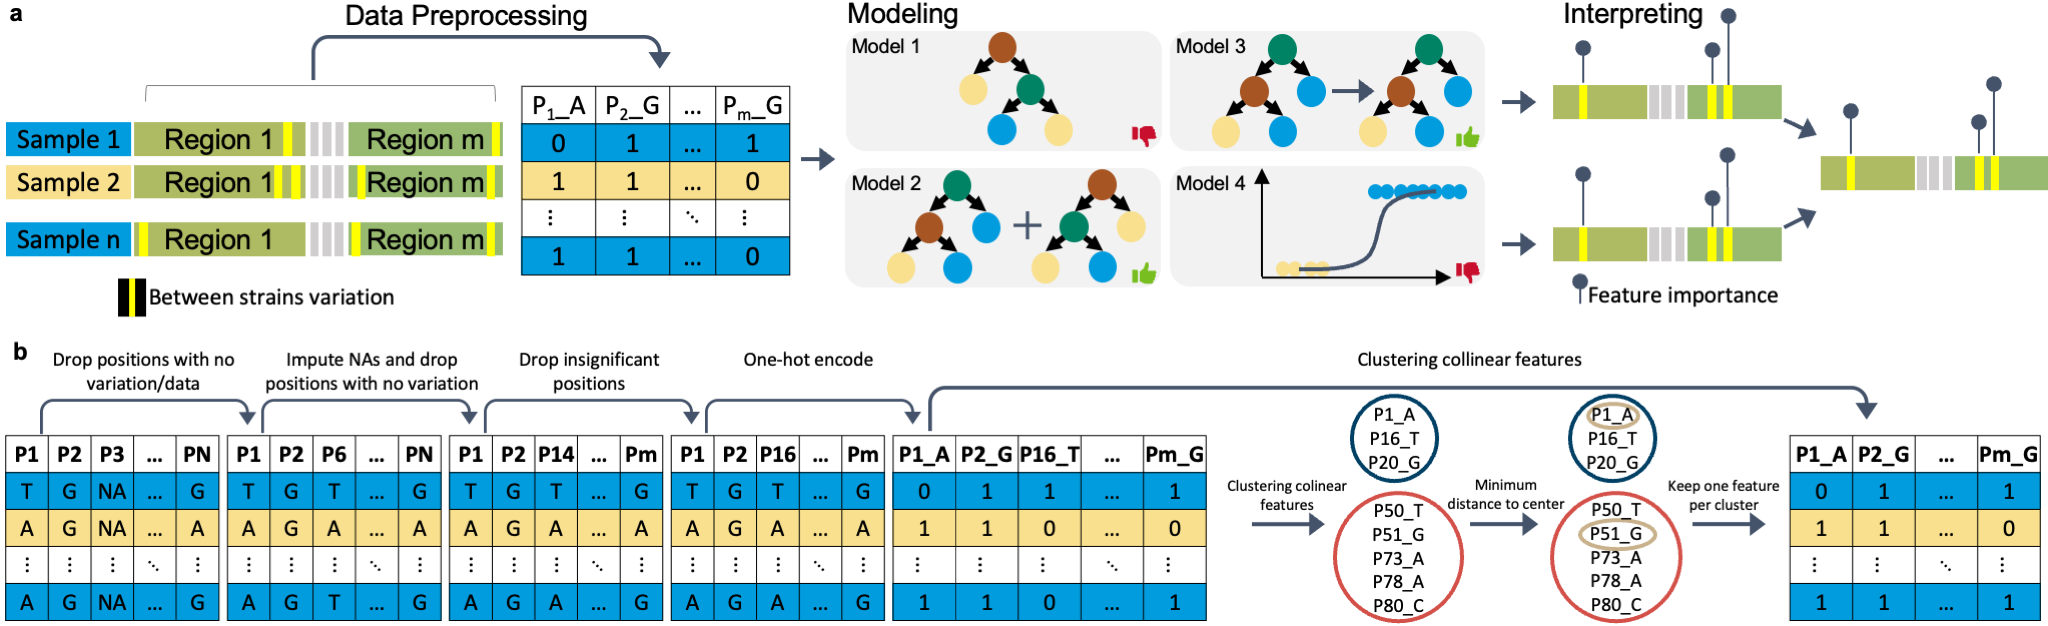 a
Data Preprocessing
Modeling
Interpreting
Sample 1 Region 1 Region m
Sample 2 Region 1 Region m
Sample n Region 1 Region m
Between strains variation
P1_A P2_G ... Pm_G
0 1 ... 1
1 1 ... 0
⋮ ⋮ ⋱ ⋮
1 1 ... 0
Model 1
Model 3
Model 2
Model 4
Feature importance
b
Drop positions with no
variation/data
Impute NAs and drop
positions with no variation
Drop insignificant
positions
One-hot encode
Clustering collinear features
P1 P2 P3 ... PN
T G NA ... G
A G NA ... A
⋮ ⋮ ⋮ ⋱ ⋮
A G NA ... G
P1 P2 P6 ... PN
T G T ... G
A G A ... A
⋮ ⋮ ⋮ ⋱ ⋮
A G T ... G
P1 P2 P14 ... Pm
T G T ... G
A G A ... A
⋮ ⋮ ⋮ ⋱ ⋮
A G A ... G
P1 P2 P16 ... Pm
T G T ... G
A G A ... A
⋮ ⋮ ⋮ ⋱ ⋮
A G A ... G
P1_A P2_G P16_T ... Pm_G
0 1 1 ... 1
1 1 0 ... 0
⋮ ⋮ ⋮ ⋱ ⋮
1 1 0 ... 1
Clustering colinear
features
P1_A
P16_T
P20_G
P50_T
P51_G
P73_A
P78_A
P80_C
Minimum
distance to center
P1_A
P16_T
P20_G
P50_T
P51_G
P73_A
P78_A
P80_C
Keep one feature
per cluster
P1_A P2_G ... Pm_G
0 1 ... 1
1 1 ... 0
⋮ ⋮ ⋱ ⋮
1 1 ... 1